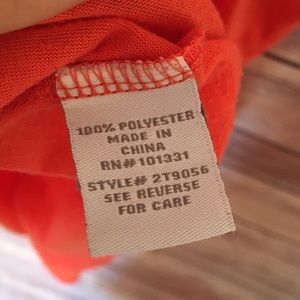 100% POLYESTER
MADE IN
CHINA
RN# 101331
STYLE# 2T9056
SEE REVERSE
FOR CARE